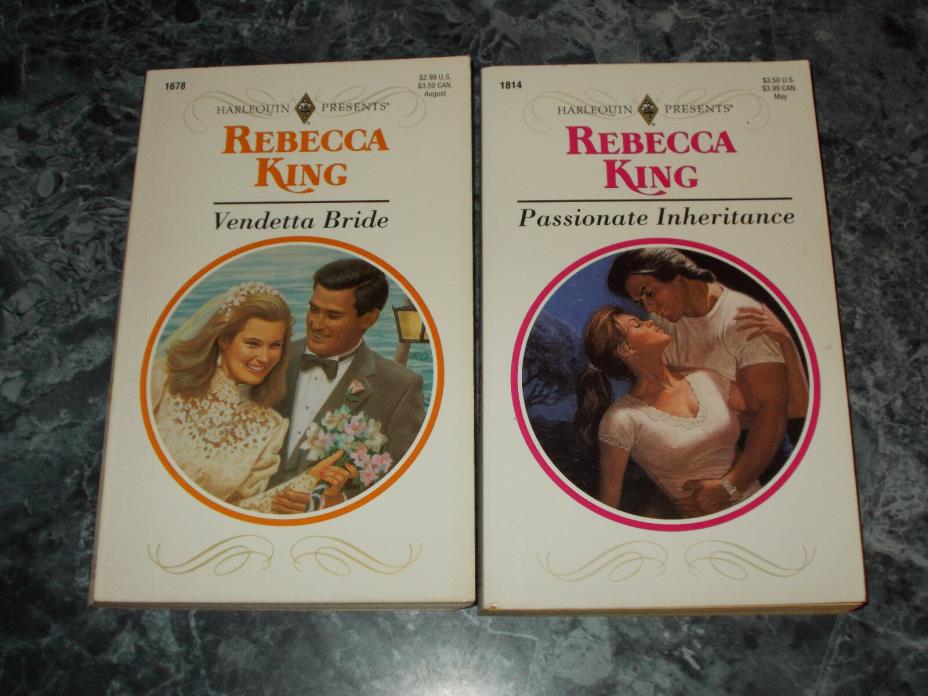 1678
$2.99 U.S.
$3.50 CAN.
August
HARLEQUIN PRESENTS®
REBECCA
KING
Vendetta Bride
1814
$3.50 U.S.
$3.99 CAN.
May
HARLEQUIN PRESENTS®
REBECCA
KING
Passionate Inheritance